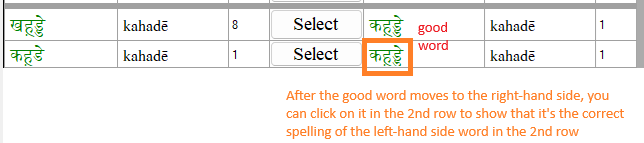 खहड्डे kahadē 8 Select कहड्डे good kahadē 1
word
कहड़े kahadē 1 Select कहड्डे kahadē 1
After the good word moves to the right-hand side, you
can click on it in the 2nd row to show that it's the correct
spelling of the left-hand side word in the 2nd row